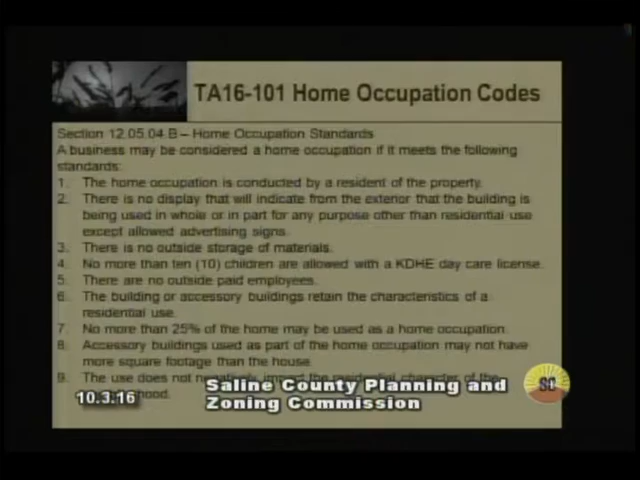 TA16-101 Home Occupation Codes
Section 12.05.04 B – Home Occupation Standards
A business may be considered a home occupation if it meets the following
standards:
1. The home occupation is conducted by a resident of the property.
2. There is no display that will indicate from the exterior that the building is
being used in whole or in part for any purpose other than residential use
except allowed advertising signs.
3. There is no outside storage of materials.
4. No more than ten (10) children are allowed with a KDHE day care license.
5. There are no outside paid employees.
6. The building or accessory buildings retain the characteristics of a
residential use.
7. No more than 25% of the home may be used as a home occupation.
8. Accessory buildings used as part of the home occupation may not have
more square footage than the house.
9. The use does not negatively impact the residential character of the
hood.
10.3.16
Saline County Planning and
Zoning Commission
SC